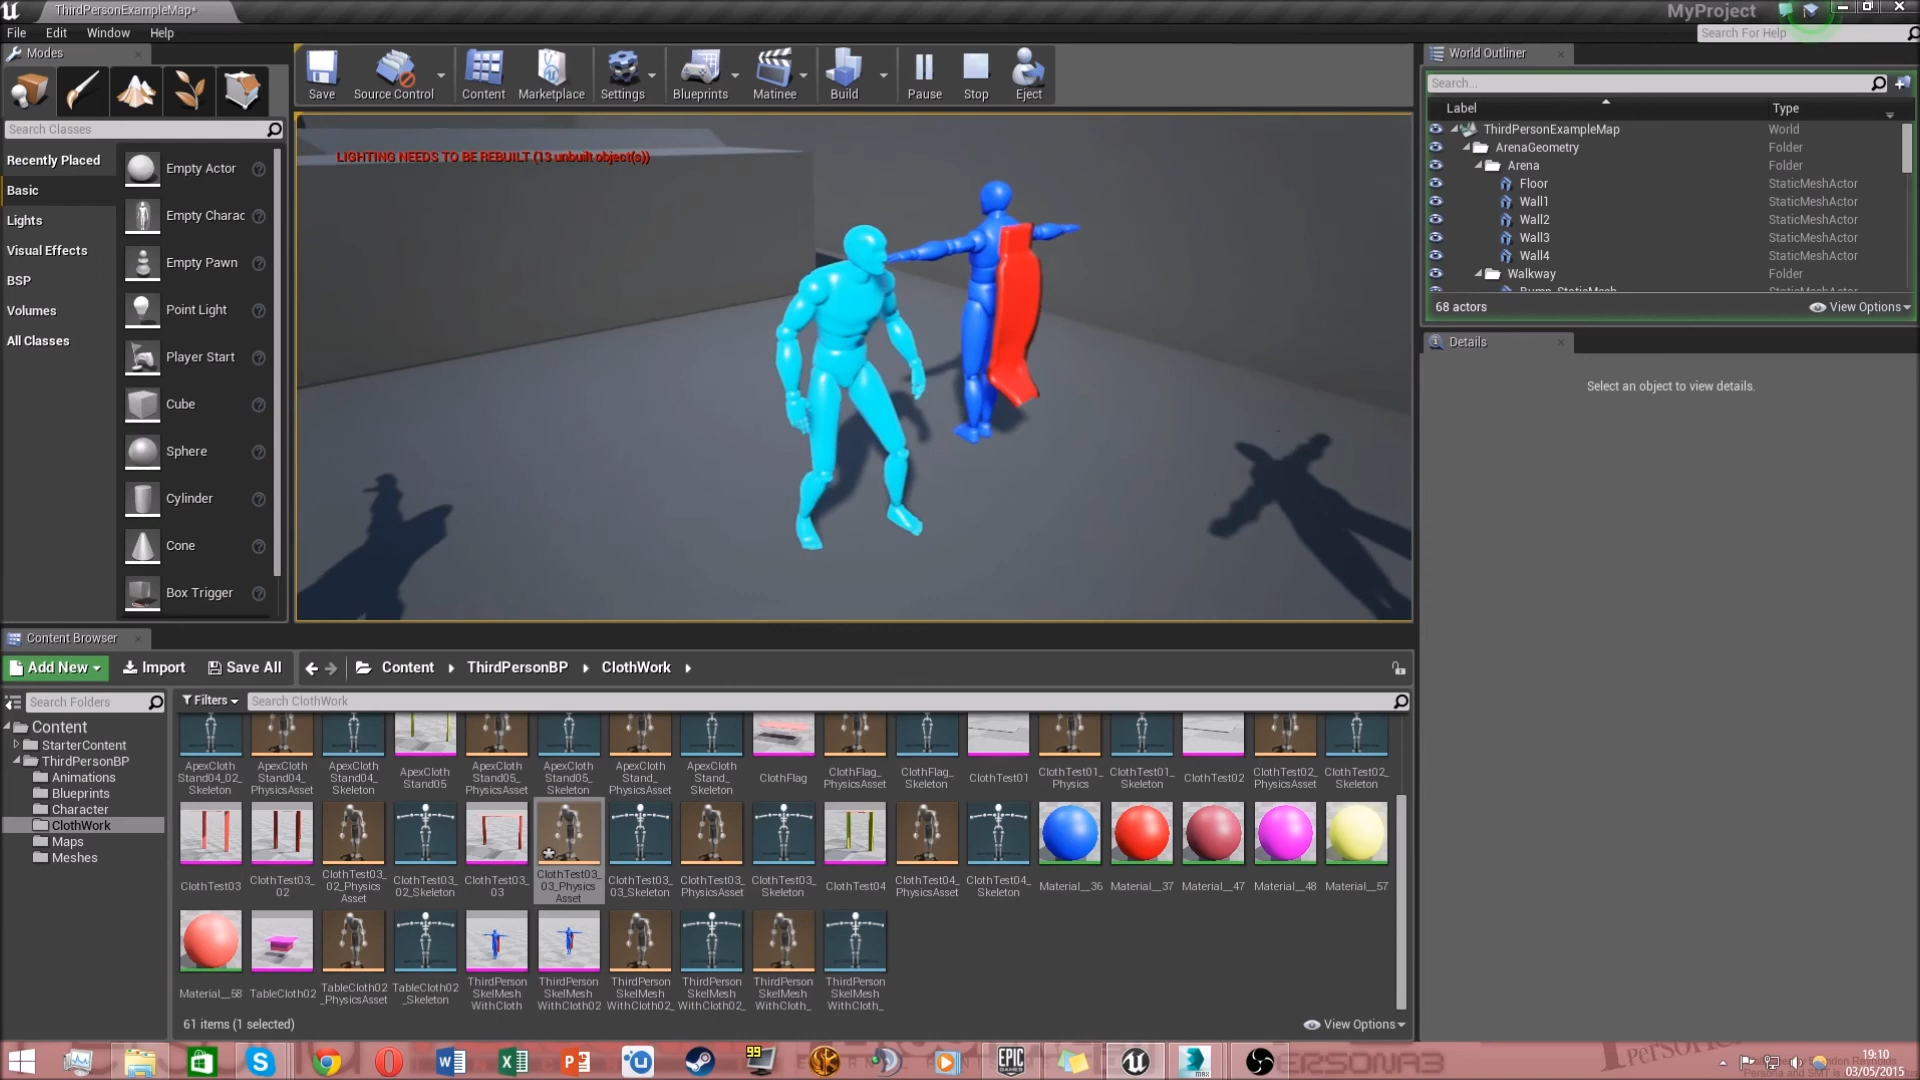 ThirdPersonExampleMap*
MyProject
File Edit Window Help
Search For Help
Modes
Save
Source Control
Content
Marketplace
Settings
Blueprints
Matinee
Build
Pause
Stop
Eject
World Outliner
Search Classes
Recently Placed
Basic
Lights
Visual Effects
BSP
Volumes
All Classes
Empty Actor
Empty Charac
Empty Pawn
Point Light
Player Start
Cube
Sphere
Cylinder
Cone
Box Trigger
LIGHTING NEEDS TO BE REBUILT (13 unbuilt object(s))
Search...
Label Type
ThirdPersonExampleMap World
ArenaGeometry Folder
Arena Folder
Floor StaticMeshActor
Wall1 StaticMeshActor
Wall2 StaticMeshActor
Wall3 StaticMeshActor
Wall4 StaticMeshActor
Walkway Folder
Bump_StaticMesh StaticMeshActor
68 actors View Options
Details
Select an object to view details.
Content Browser
Add New Import Save All Content ThirdPersonBP ClothWork
Search Folders
Filters Search ClothWork
Content
StarterContent
ThirdPersonBP
Animations
Blueprints
Character
ClothWork
Maps
Meshes
ApexCloth
Stand04_02_
Skeleton
ApexCloth
Stand04_
PhysicsAsset
ApexCloth
Stand04_
Skeleton
ApexCloth
Stand05
ApexCloth
Stand05_
PhysicsAsset
ApexCloth
Stand05_
Skeleton
ApexCloth
Stand_
PhysicsAsset
ApexCloth
Stand_
Skeleton
ClothFlag
ClothFlag_
PhysicsAsset
ClothFlag_
Skeleton
ClothTest01
ClothTest01_
Physics
ClothTest01_
Skeleton
ClothTest02
ClothTest02_
PhysicsAsset
ClothTest02_
Skeleton
ClothTest03
ClothTest03_
02
ClothTest03_
02_Physics
Asset
ClothTest03_
02_Skeleton
ClothTest03_
03
ClothTest03_
03_Physics
Asset
ClothTest03_
03_Skeleton
ClothTest03_
PhysicsAsset
ClothTest03_
Skeleton
ClothTest04
ClothTest04_
PhysicsAsset
ClothTest04_
Skeleton
Material__36
Material__37
Material__47
Material__48
Material__57
Material__58
TableCloth02
TableCloth02
_PhysicsAsset
TableCloth02
_Skeleton
ThirdPerson
SkelMesh
WithCloth
ThirdPerson
SkelMesh
WithCloth02
ThirdPerson
SkelMesh
WithCloth02_
ThirdPerson
SkelMesh
WithCloth02_
ThirdPerson
SkelMesh
WithCloth_
ThirdPerson
SkelMesh
WithCloth_
61 items (1 selected)
View Options
99
EPIC
GAMES
MAX
PERSONA3
19:10
03/05/2015